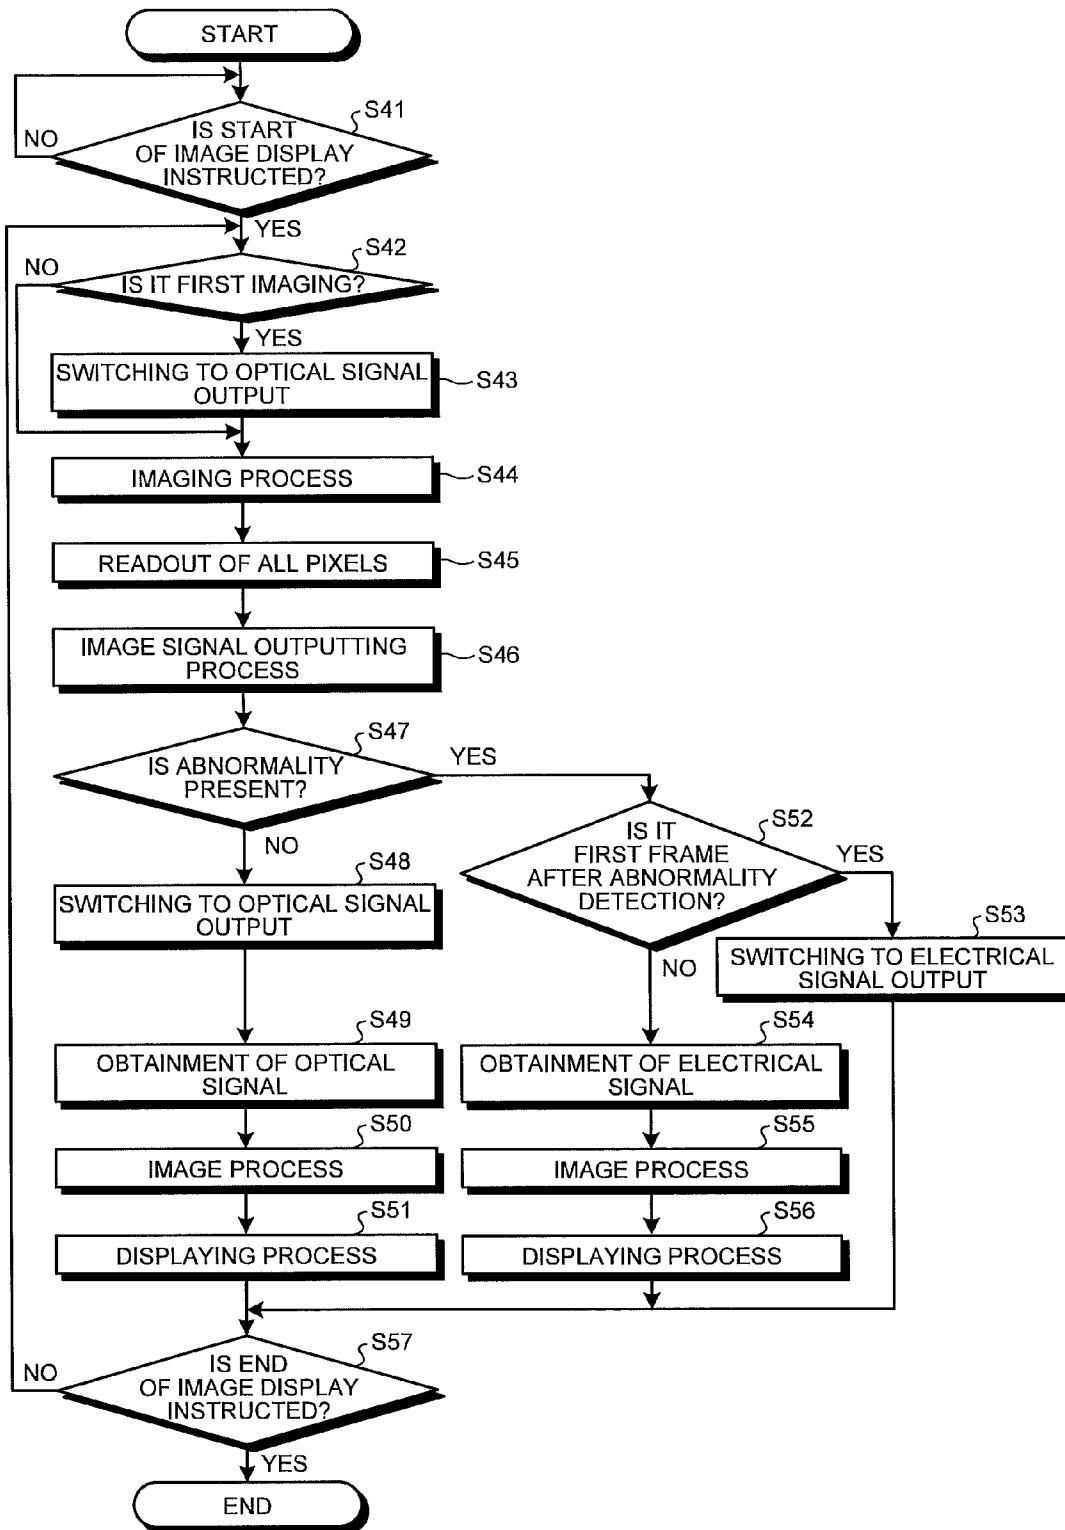 START
S41
NO
IS START
OF IMAGE DISPLAY
INSTRUCTED?
YES
S42
NO
IS IT FIRST IMAGING?
YES
SWITCHING TO OPTICAL SIGNAL
OUTPUT
S43
IMAGING PROCESS
S44
READOUT OF ALL PIXELS
S45
IMAGE SIGNAL OUTPUTTING
PROCESS
S46
S47
YES
IS ABNORMALITY
PRESENT?
NO
S52
IS IT
FIRST FRAME
AFTER ABNORMALITY
DETECTION?
YES
NO
S48
SWITCHING TO OPTICAL SIGNAL
OUTPUT
S53
SWITCHING TO ELECTRICAL
SIGNAL OUTPUT
S49
OBTAINMENT OF OPTICAL
SIGNAL
S54
OBTAINMENT OF ELECTRICAL
SIGNAL
S50
IMAGE PROCESS
S55
IMAGE PROCESS
S51
DISPLAYING PROCESS
S56
DISPLAYING PROCESS
S57
NO
IS END
OF IMAGE DISPLAY
INSTRUCTED?
YES
END